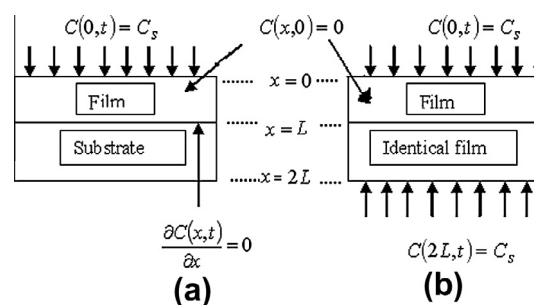 C(0,t) = C_s
C(x,0) = 0
C(0,t) = C_s
Film
...... x = 0 .....
Film
...... x = L .....
Substrate
Identical film
....... x = 2L .....
∂C(x,t)/∂x = 0
C(2L,t) = C_s
(a)
(b)